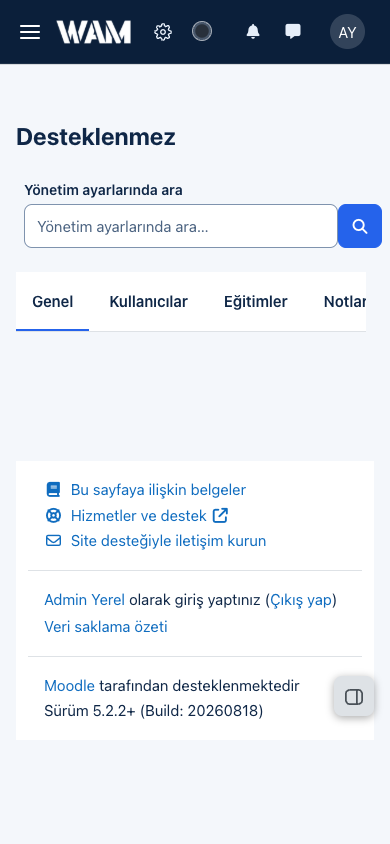 WAM
AY
Desteklenmez
Yönetim ayarlarında ara
Yönetim ayarlarında ara...
Genel
Kullanıcılar
Eğitimler
Notlar
Bu sayfaya ilişkin belgeler
Hizmetler ve destek
Site desteğiyle iletişim kurun
Admin Yerel olarak giriş yaptınız (Çıkış yap)
Veri saklama özeti
Moodle tarafından desteklenmektedir
Sürüm 5.2.2+ (Build: 20260818)